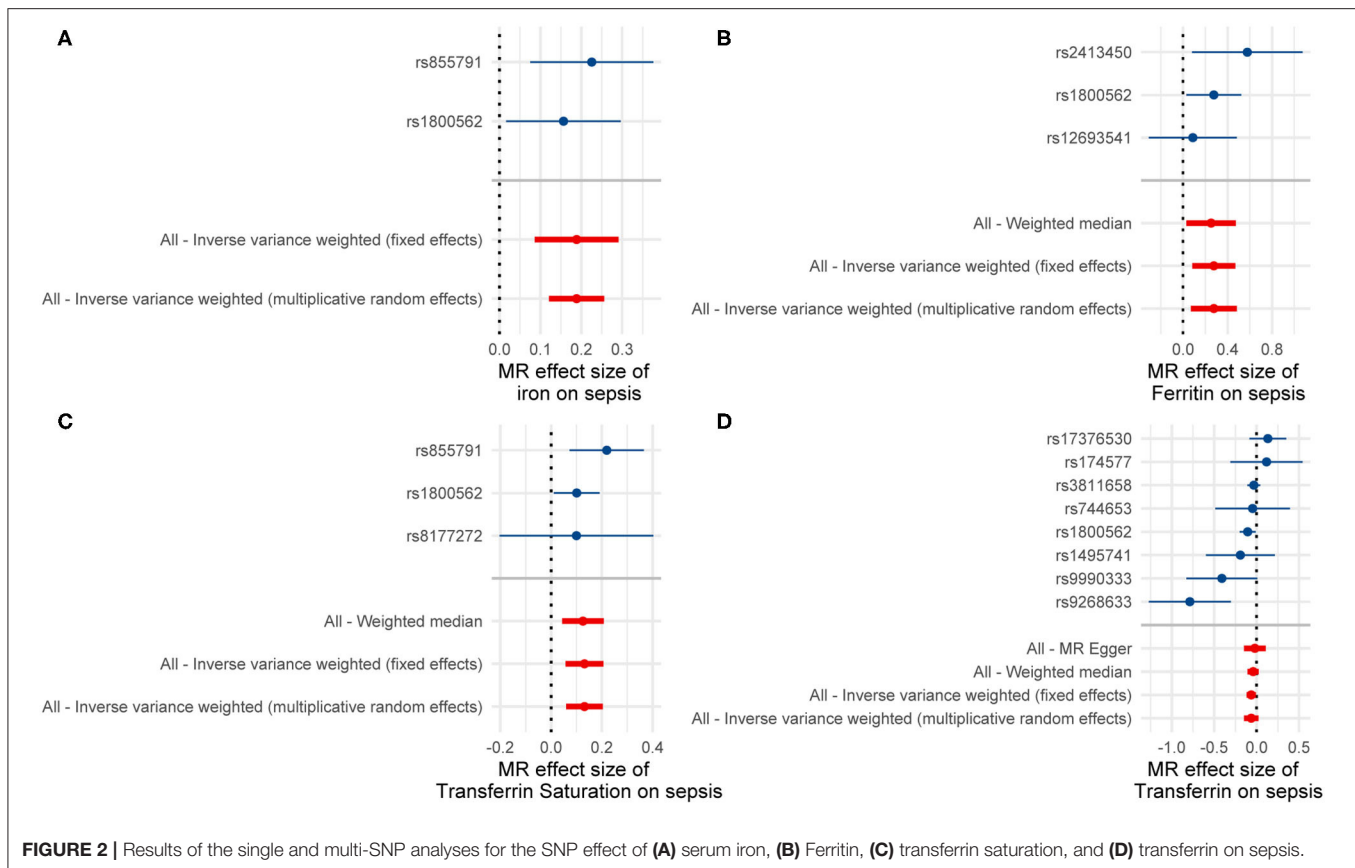 A
rs855791
rs1800562
All - Inverse variance weighted (fixed effects)
All - Inverse variance weighted (multiplicative random effects)
0.0 0.1 0.2 0.3
MR effect size of
iron on sepsis
B
rs2413450
rs1800562
rs12693541
All - Weighted median
All - Inverse variance weighted (fixed effects)
All - Inverse variance weighted (multiplicative random effects)
0.0 0.4 0.8
MR effect size of
Ferritin on sepsis
C
rs855791
rs1800562
rs8177272
All - Weighted median
All - Inverse variance weighted (fixed effects)
All - Inverse variance weighted (multiplicative random effects)
-0.2 0.0 0.2 0.4
MR effect size of
Transferrin Saturation on sepsis
D
rs17376530
rs174577
rs3811658
rs744653
rs1800562
rs1495741
rs9990333
rs9268633
All - MR Egger
All - Weighted median
All - Inverse variance weighted (fixed effects)
All - Inverse variance weighted (multiplicative random effects)
-1.0 -0.5 0.0 0.5
MR effect size of
Transferrin on sepsis
FIGURE 2 | Results of the single and multi-SNP analyses for the SNP effect of (A) serum iron, (B) Ferritin, (C) transferrin saturation, and (D) transferrin on sepsis.